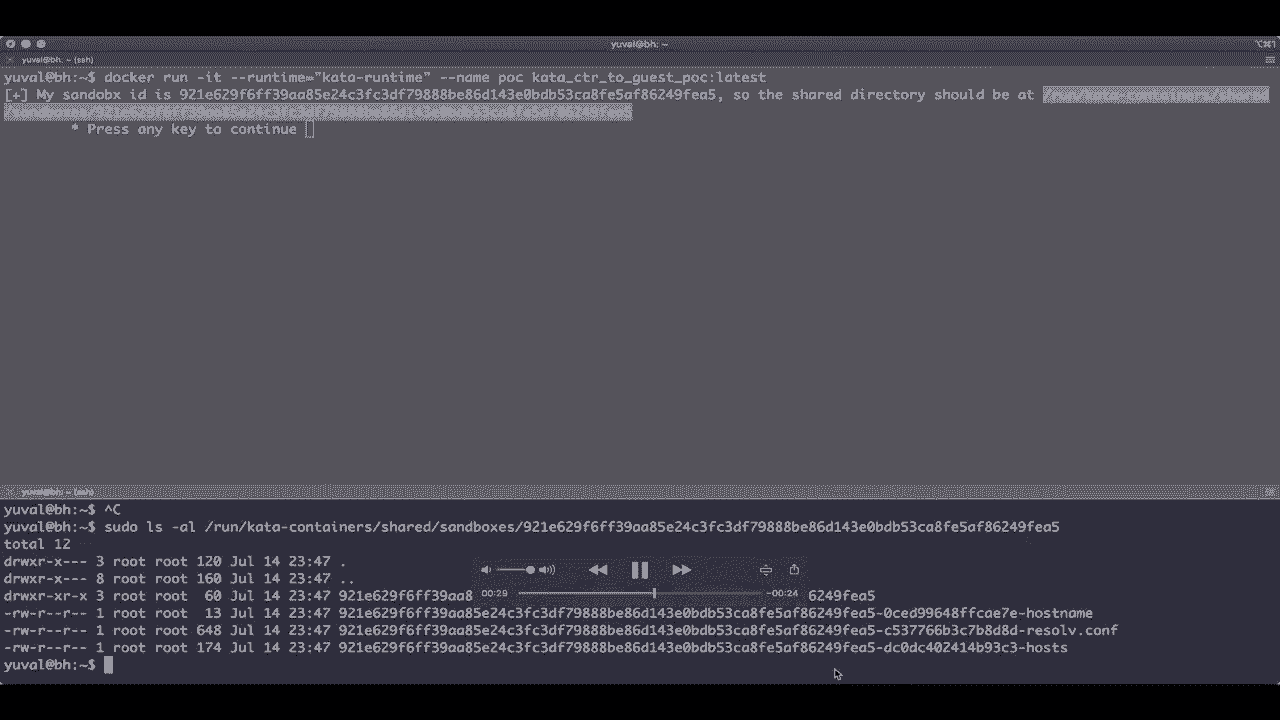 yuval@bh: ~
⌥⌘1
yuval@bh: ~ (ssh)
yuval@bh:~$ docker run -it --runtime="kata-runtime" --name poc kata_ctr_to_guest_poc:latest
[+] My sandobx id is 921e629f6ff39aa85e24c3fc3df79888be86d143e0bdb53ca8fe5af86249fea5, so the shared directory should be at
* Press any key to continue
yuval@bh: ~ (ssh)
yuval@bh:~$ ^C
yuval@bh:~$ sudo ls -al /run/kata-containers/shared/sandboxes/921e629f6ff39aa85e24c3fc3df79888be86d143e0bdb53ca8fe5af86249fea5
total 12
drwxr-x--- 3 root root 120 Jul 14 23:47 .
drwxr-x--- 8 root root 160 Jul 14 23:47 ..
drwxr-xr-x 3 root root  60 Jul 14 23:47 921e629f6ff39aa8 6249fea5
-rw-r--r-- 1 root root  13 Jul 14 23:47 921e629f6ff39aa85e24c3fc3df79888be86d143e0bdb53ca8fe5af86249fea5-0ced99648ffcae7e-hostname
-rw-r--r-- 1 root root 648 Jul 14 23:47 921e629f6ff39aa85e24c3fc3df79888be86d143e0bdb53ca8fe5af86249fea5-c537766b3c7b8d8d-resolv.conf
-rw-r--r-- 1 root root 174 Jul 14 23:47 921e629f6ff39aa85e24c3fc3df79888be86d143e0bdb53ca8fe5af86249fea5-dc0dc402414b93c3-hosts
yuval@bh:~$
00:29
-00:24